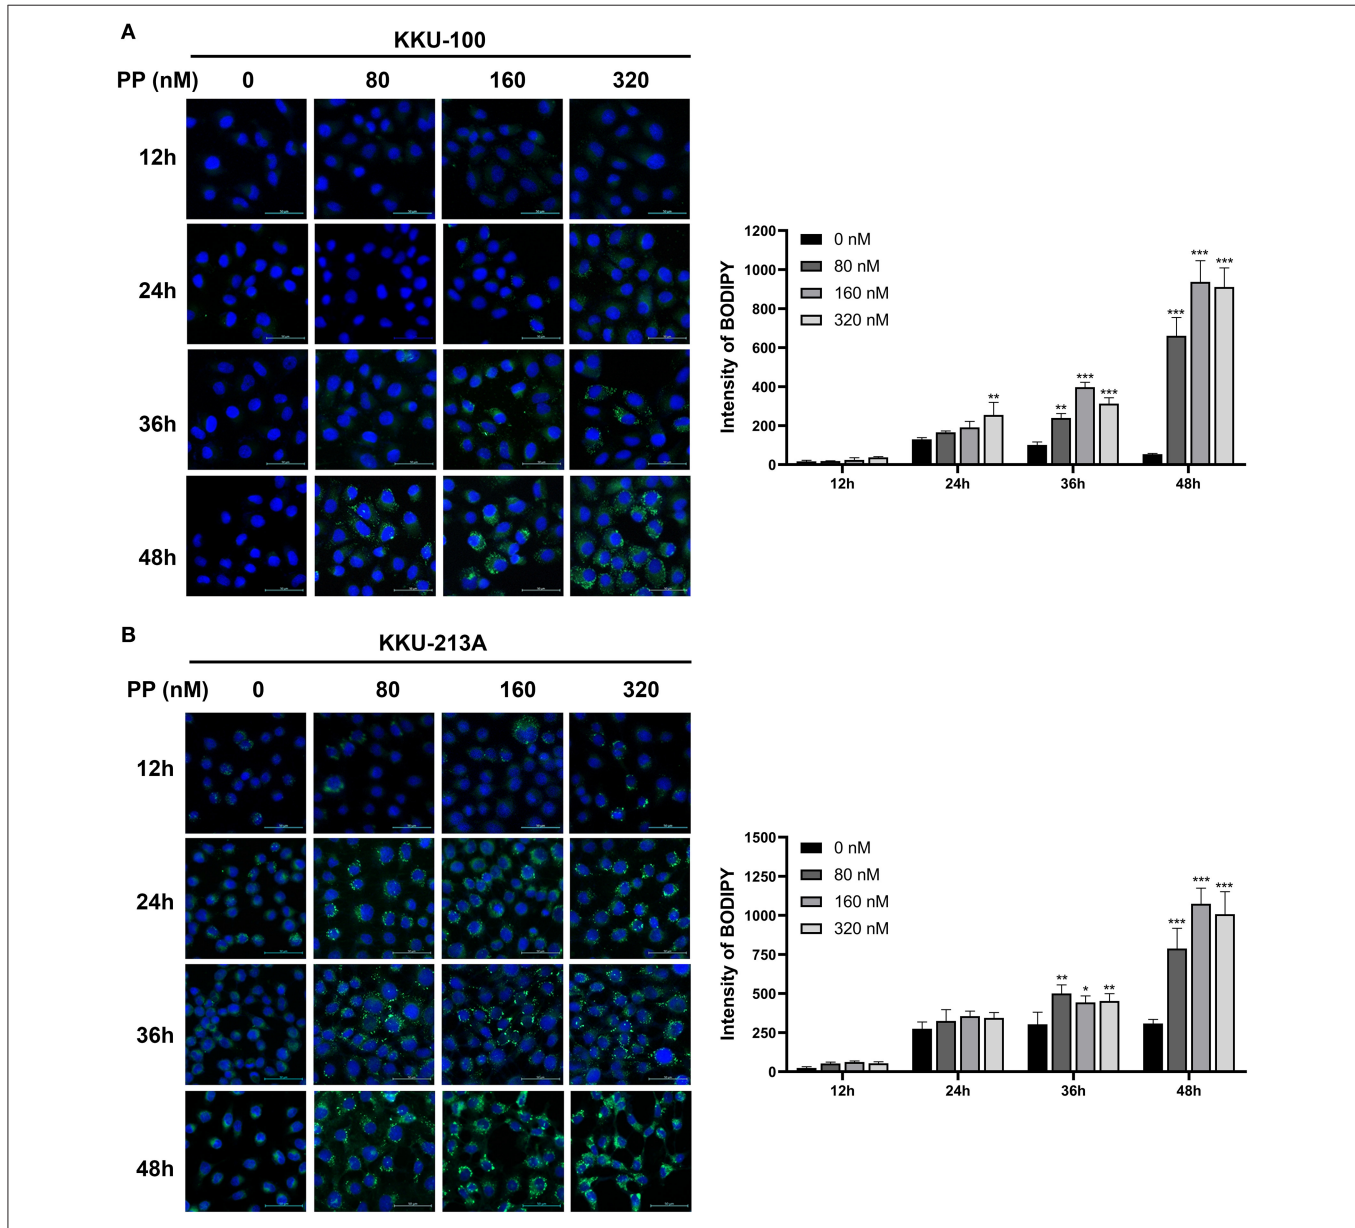 A
KKU-100
PP (nM) 0 80 160 320
12h
24h
36h
48h
Intensity of BODIPY
1200
1000
800
600
400
200
0
0 nM
80 nM
160 nM
320 nM
**
**
***
***
***
***
***
12h 24h 36h 48h
B
KKU-213A
PP (nM) 0 80 160 320
12h
24h
36h
48h
Intensity of BODIPY
1500
1250
1000
750
500
250
0
0 nM
80 nM
160 nM
320 nM
**
*
**
***
***
***
12h 24h 36h 48h